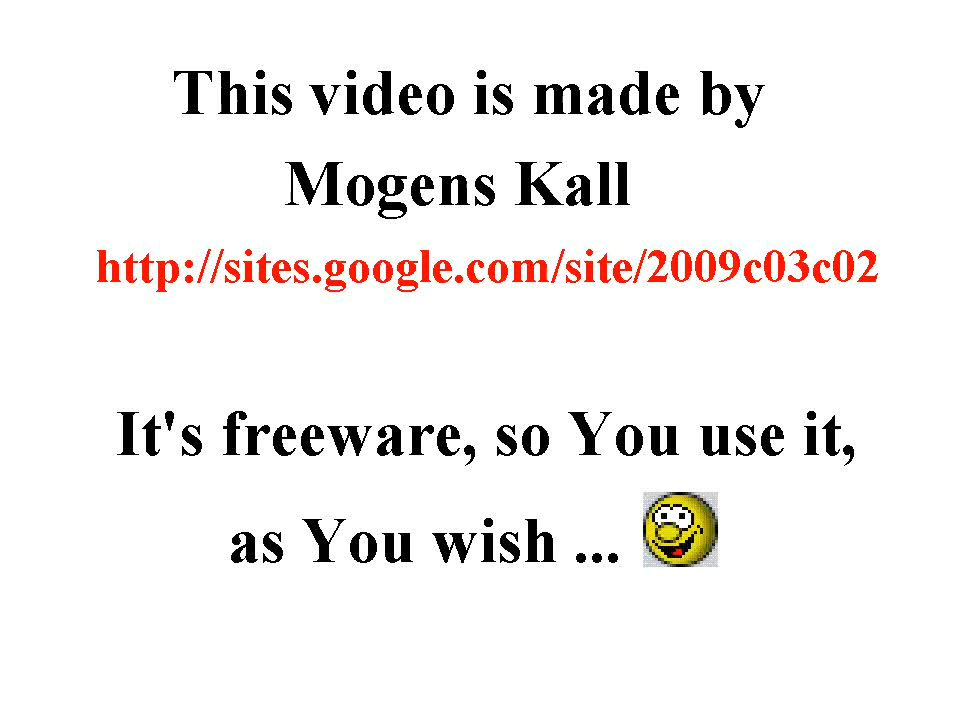 This video is made by
Mogens Kall
http://sites.google.com/site/2009c03c02
It's freeware, so You use it,
as You wish ...